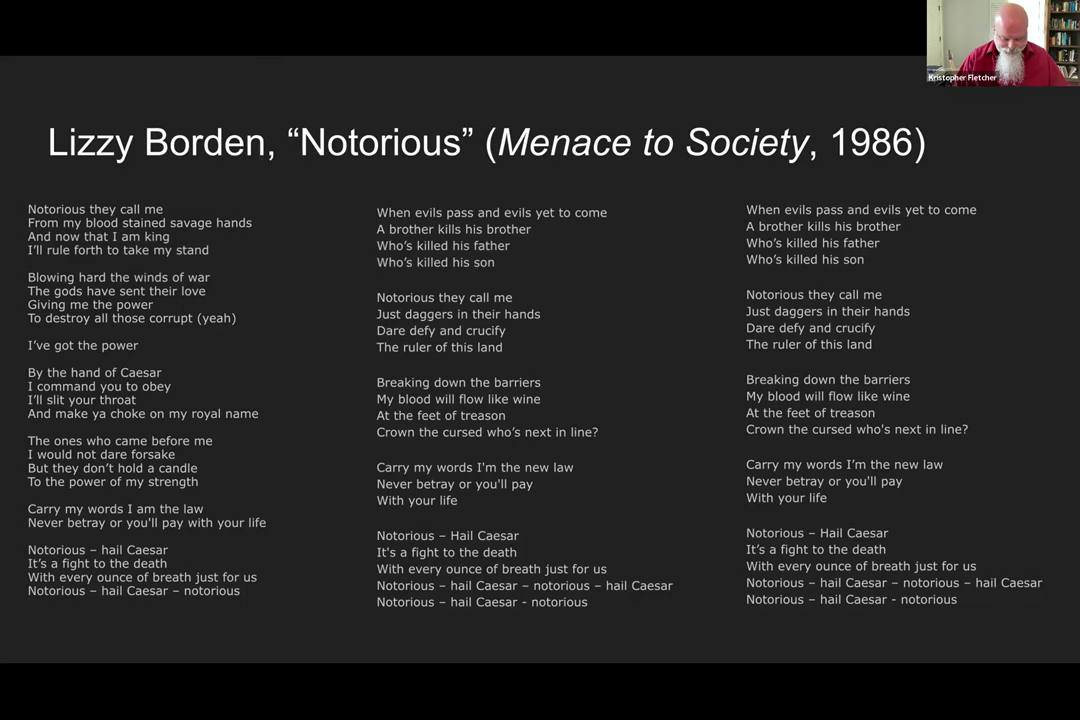 Kristopher Fletcher
Lizzy Borden, “Notorious” (Menace to Society, 1986)
Notorious they call me
From my blood stained savage hands
And now that I am king
I’ll rule forth to take my stand
Blowing hard the winds of war
The gods have sent their love
Giving me the power
To destroy all those corrupt (yeah)
I’ve got the power
By the hand of Caesar
I command you to obey
I’ll slit your throat
And make ya choke on my royal name
The ones who came before me
I would not dare forsake
But they don’t hold a candle
To the power of my strength
Carry my words I am the law
Never betray or you'll pay with your life
Notorious – hail Caesar
It’s a fight to the death
With every ounce of breath just for us
Notorious – hail Caesar – notorious
When evils pass and evils yet to come
A brother kills his brother
Who’s killed his father
Who’s killed his son
Notorious they call me
Just daggers in their hands
Dare defy and crucify
The ruler of this land
Breaking down the barriers
My blood will flow like wine
At the feet of treason
Crown the cursed who’s next in line?
Carry my words I'm the new law
Never betray or you'll pay
With your life
Notorious – Hail Caesar
It's a fight to the death
With every ounce of breath just for us
Notorious – hail Caesar – notorious – hail Caesar
Notorious – hail Caesar - notorious
When evils pass and evils yet to come
A brother kills his brother
Who’s killed his father
Who’s killed his son
Notorious they call me
Just daggers in their hands
Dare defy and crucify
The ruler of this land
Breaking down the barriers
My blood will flow like wine
At the feet of treason
Crown the cursed who's next in line?
Carry my words I’m the new law
Never betray or you'll pay
With your life
Notorious – Hail Caesar
It’s a fight to the death
With every ounce of breath just for us
Notorious – hail Caesar – notorious – hail Caesar
Notorious – hail Caesar - notorious